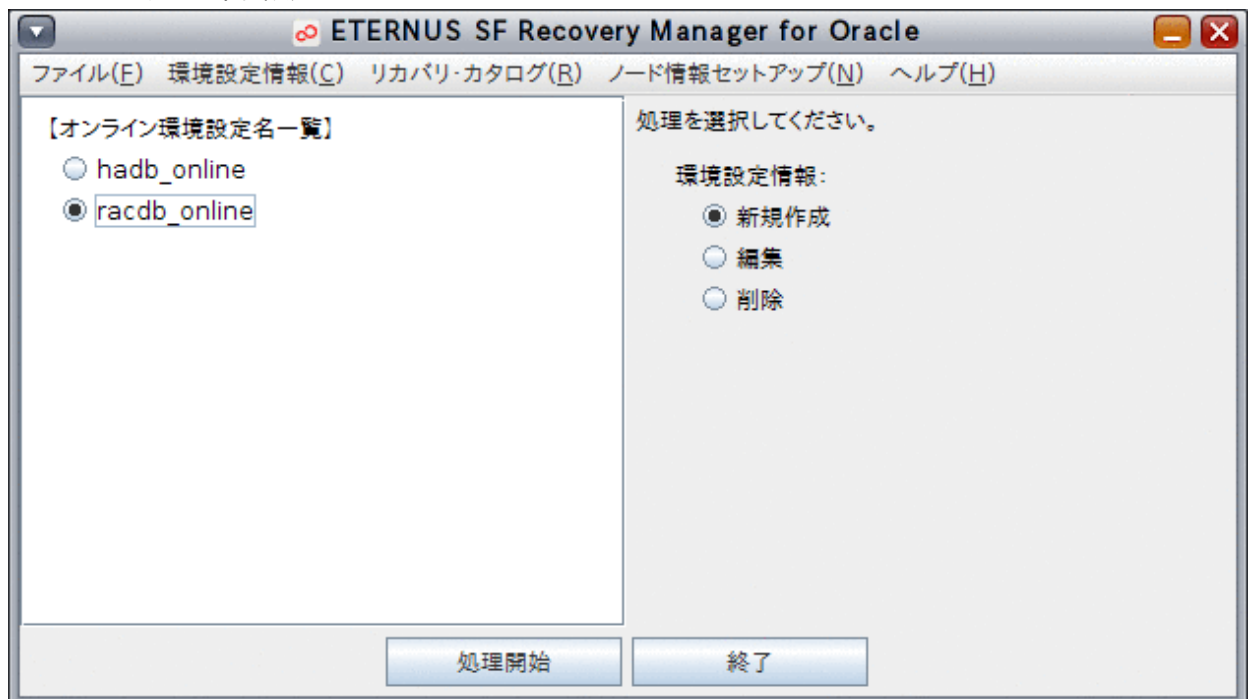 ETERNUS SF Recovery Manager for Oracle
ファイル(F) 環境設定情報(C) リカバリ・カタログ(R) ノード情報セットアップ(N) ヘルプ(H)
【オンライン環境設定名一覧】
hadb_online
racdb_online
処理を選択してください。
環境設定情報:
新規作成
編集
削除
処理開始
終了